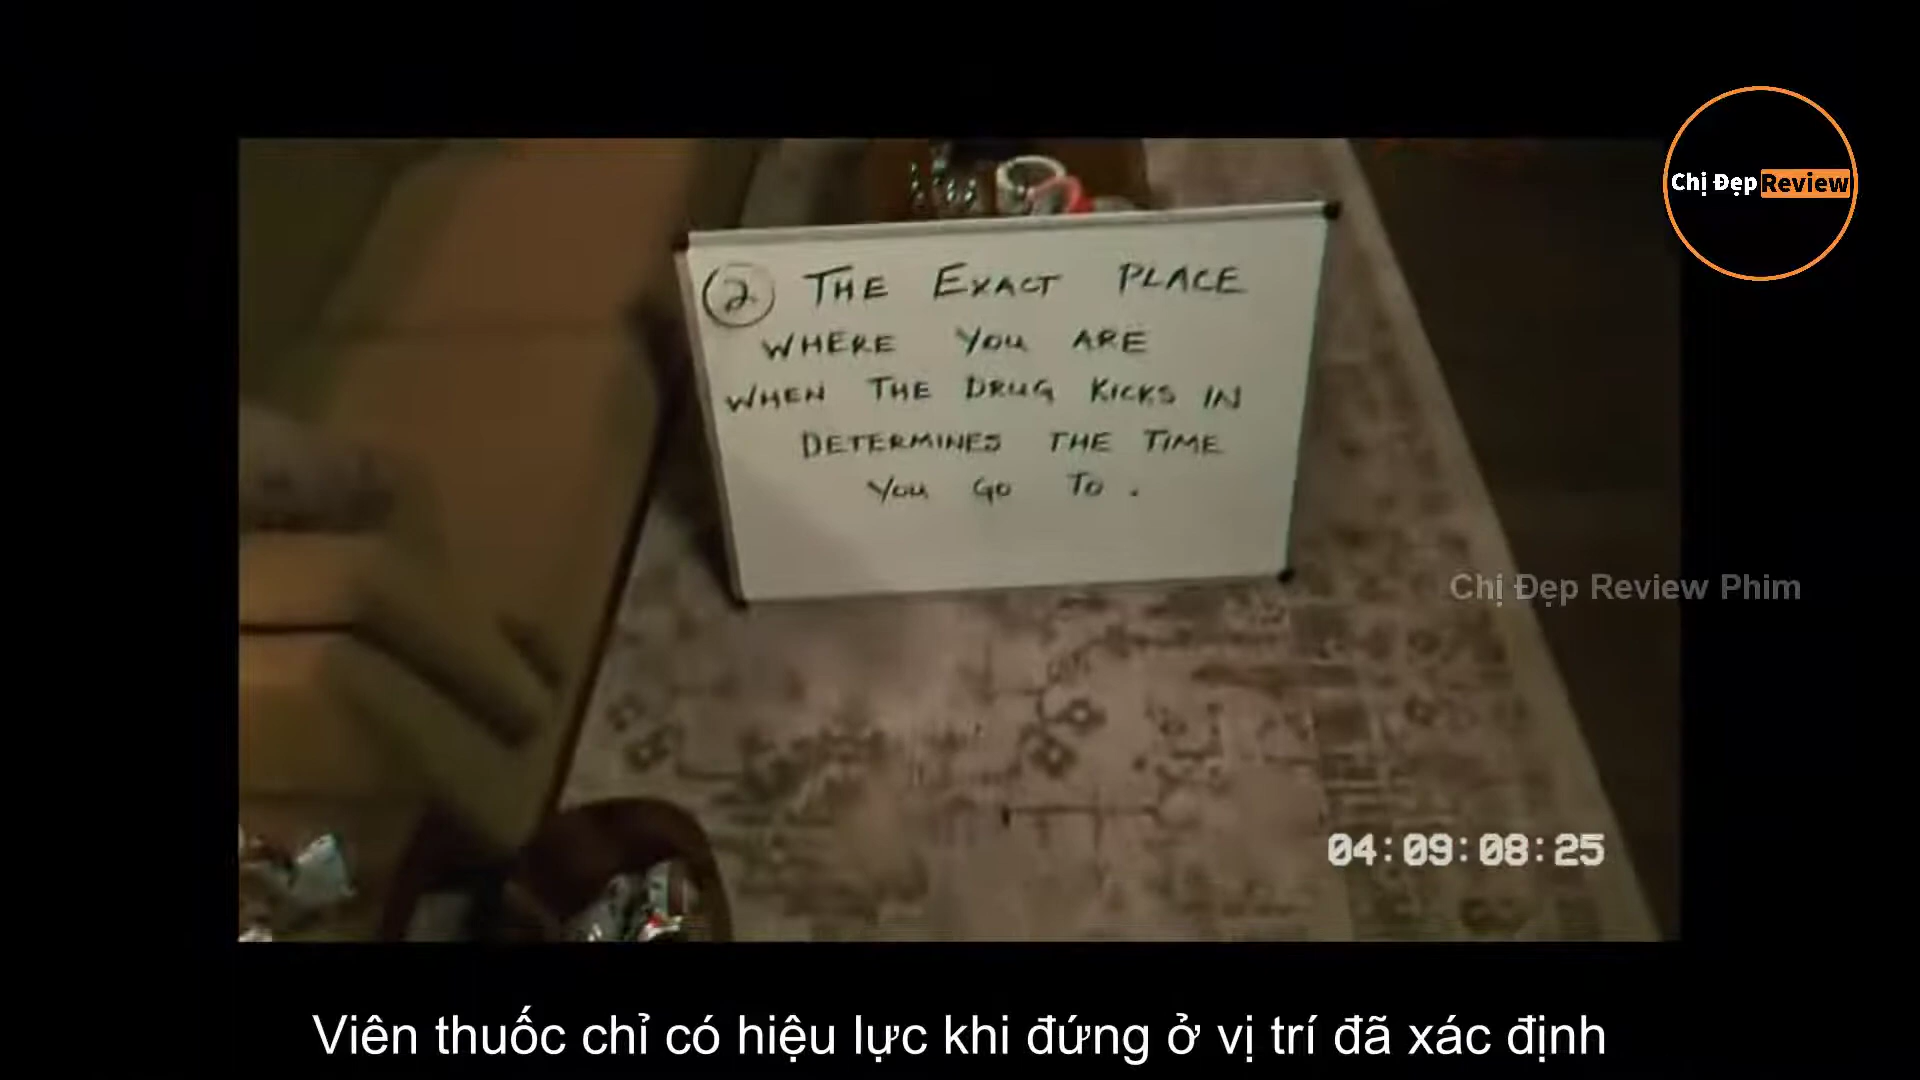 Chị Đẹp Review
2. THE EXACT PLACE
WHERE YOU ARE
WHEN THE DRUG KICKS IN
DETERMINES THE TIME
YOU GO TO.
Chị Đẹp Review Phim
04:09:08:25
Viên thuốc chỉ có hiệu lực khi đứng ở vị trí đã xác định